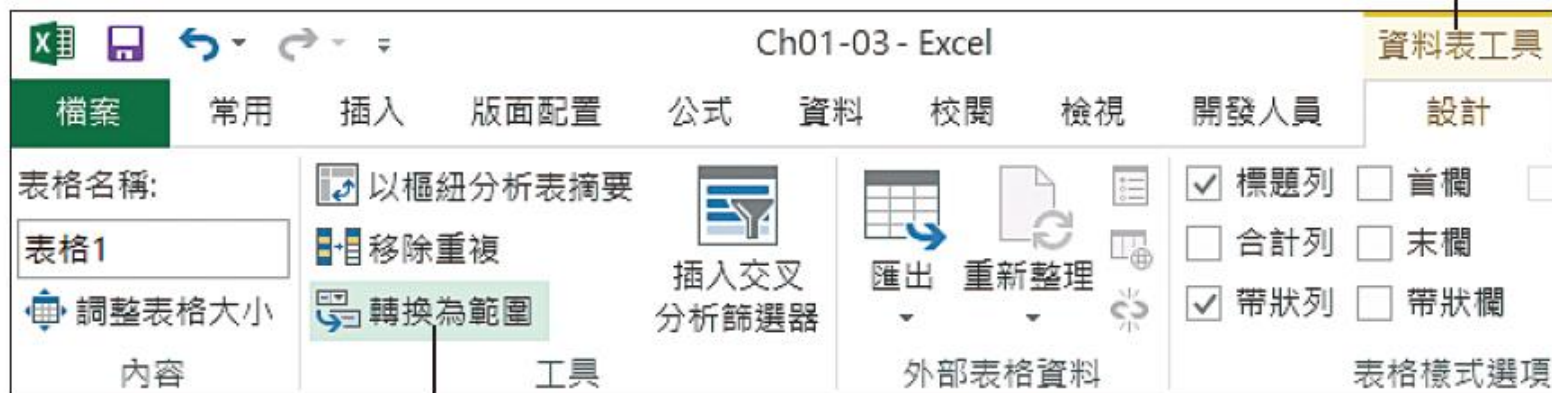 Ch01-03 - Excel 資料表工具
檔案 常用 插入 版面配置 公式 資料 校閱 檢視 開發人員 設計
表格名稱: 以樞紐分析表摘要 標題列 首欄
表格1 移除重複 插入交叉 匯出 重新整理 合計列 末欄
調整表格大小 轉換為範圍 分析篩選器 帶狀列 帶狀欄
內容 工具 外部表格資料 表格樣式選項